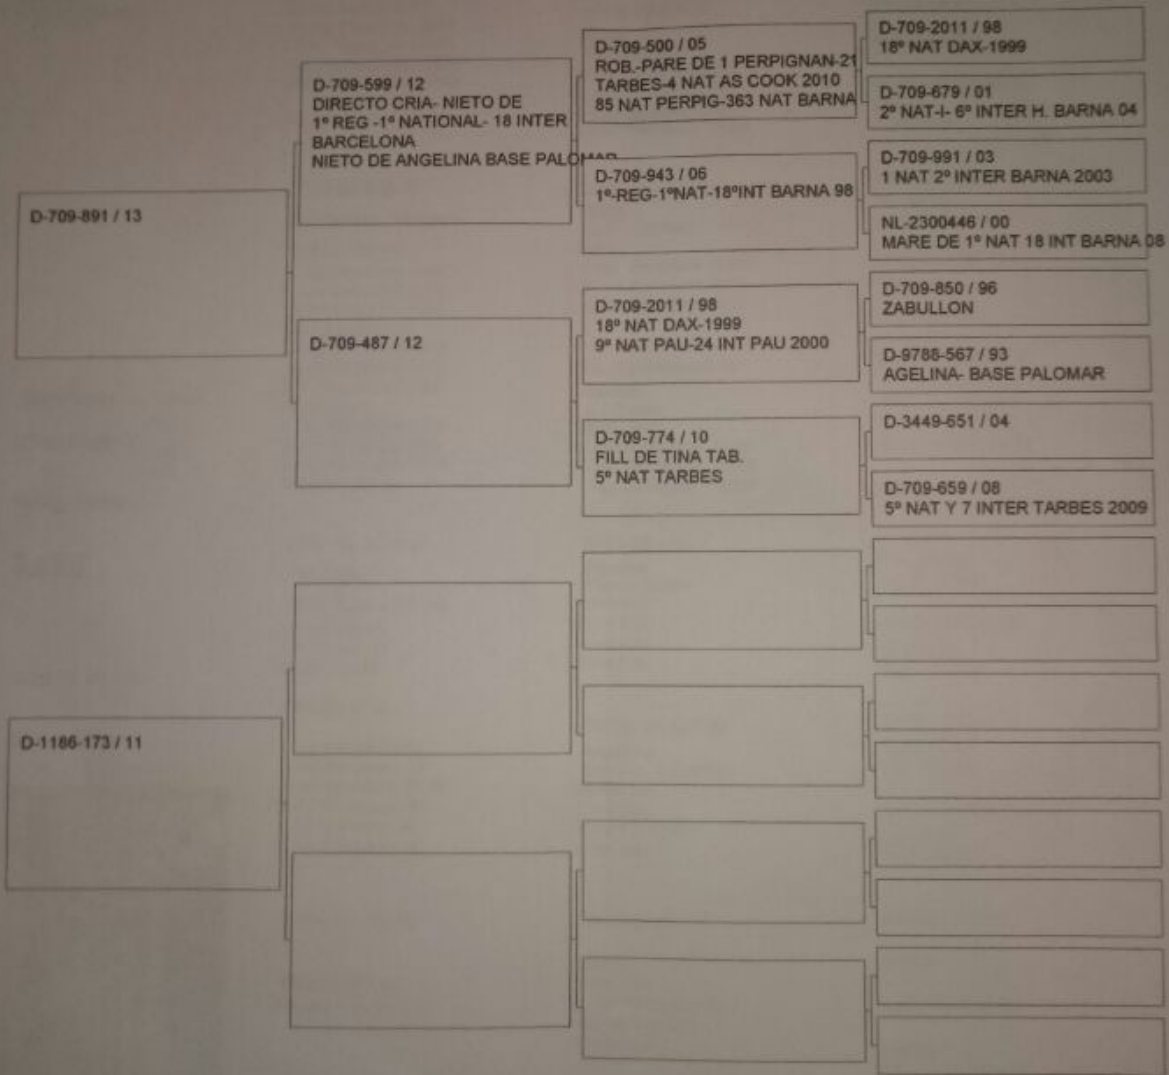 D-709-891 / 13
D-709-599 / 12
DIRECTO CRIA- NIETO DE
1º REG -1º NATIONAL- 18 INTER
BARCELONA
NIETO DE ANGELINA BASE PALOMAR
D-709-487 / 12
D-709-500 / 05
ROB.-PARE DE 1 PERPIGNAN-21
TARBES-4 NAT AS COOK 2010
85 NAT PERPIG-363 NAT BARNA
D-709-943 / 06
1º-REG-1ºNAT-18ºINT BARNA 98
D-709-2011 / 98
18º NAT DAX-1999
9º NAT PAU-24 INT PAU 2000
D-709-774 / 10
FILL DE TINA TAB.
5º NAT TARBES
D-709-2011 / 98
18º NAT DAX-1999
D-709-679 / 01
2º NAT-I- 6º INTER H. BARNA 04
D-709-991 / 03
1 NAT 2º INTER BARNA 2003
NL-2300446 / 00
MARE DE 1º NAT 18 INT BARNA 08
D-709-850 / 96
ZABULLON
D-9788-567 / 93
AGELINA- BASE PALOMAR
D-3449-651 / 04
D-709-659 / 08
5º NAT Y 7 INTER TARBES 2009
D-1186-173 / 11